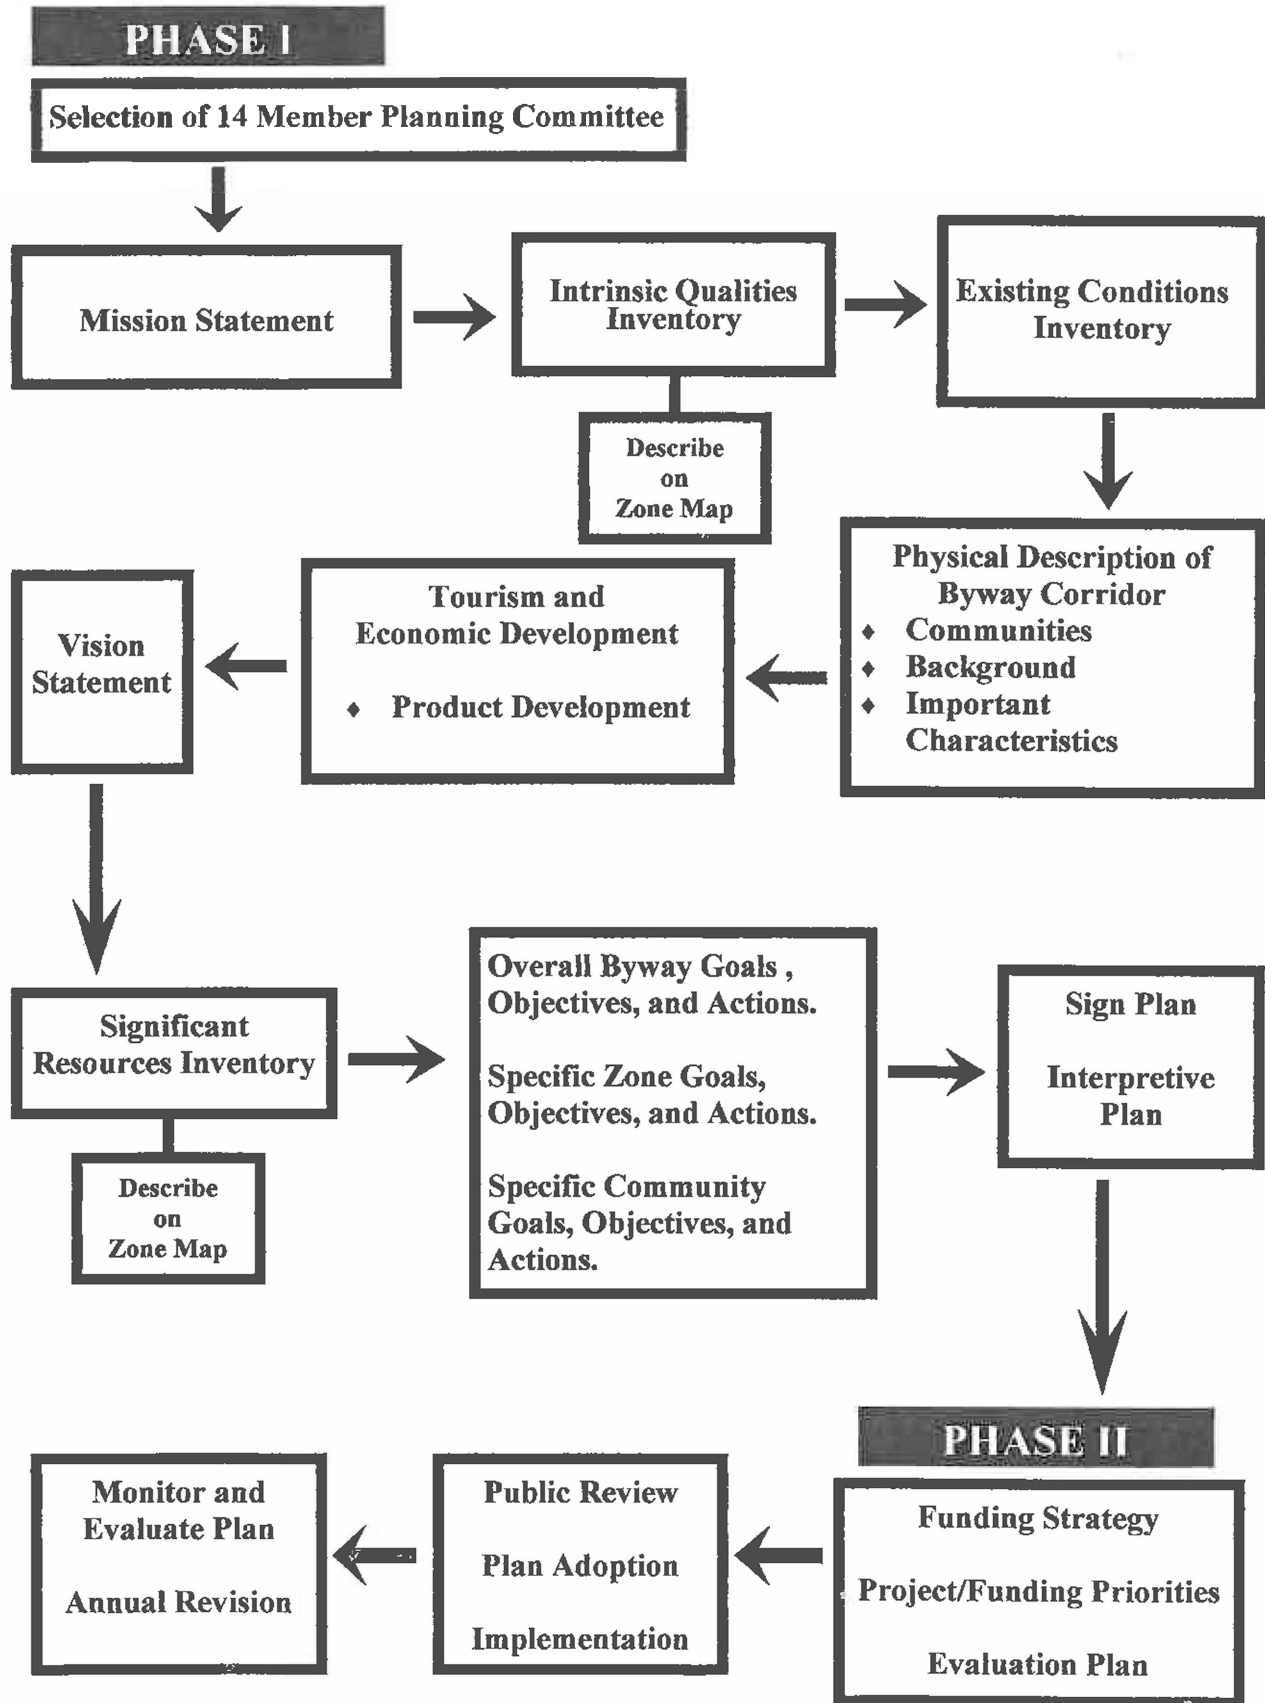 PHASE I
Selection of 14 Member Planning Committee
Mission Statement
Intrinsic Qualities
Inventory
Existing Conditions
Inventory
Describe
on
Zone Map
Physical Description of
Byway Corridor
♦ Communities
♦ Background
♦ Important
Characteristics
Tourism and
Economic Development
♦ Product Development
Vision
Statement
Significant
Resources Inventory
Describe
on
Zone Map
Overall Byway Goals ,
Objectives, and Actions.
Specific Zone Goals,
Objectives, and Actions.
Specific Community
Goals, Objectives, and
Actions.
Sign Plan
Interpretive
Plan
PHASE II
Funding Strategy
Project/Funding Priorities
Evaluation Plan
Public Review
Plan Adoption
Implementation
Monitor and
Evaluate Plan
Annual Revision